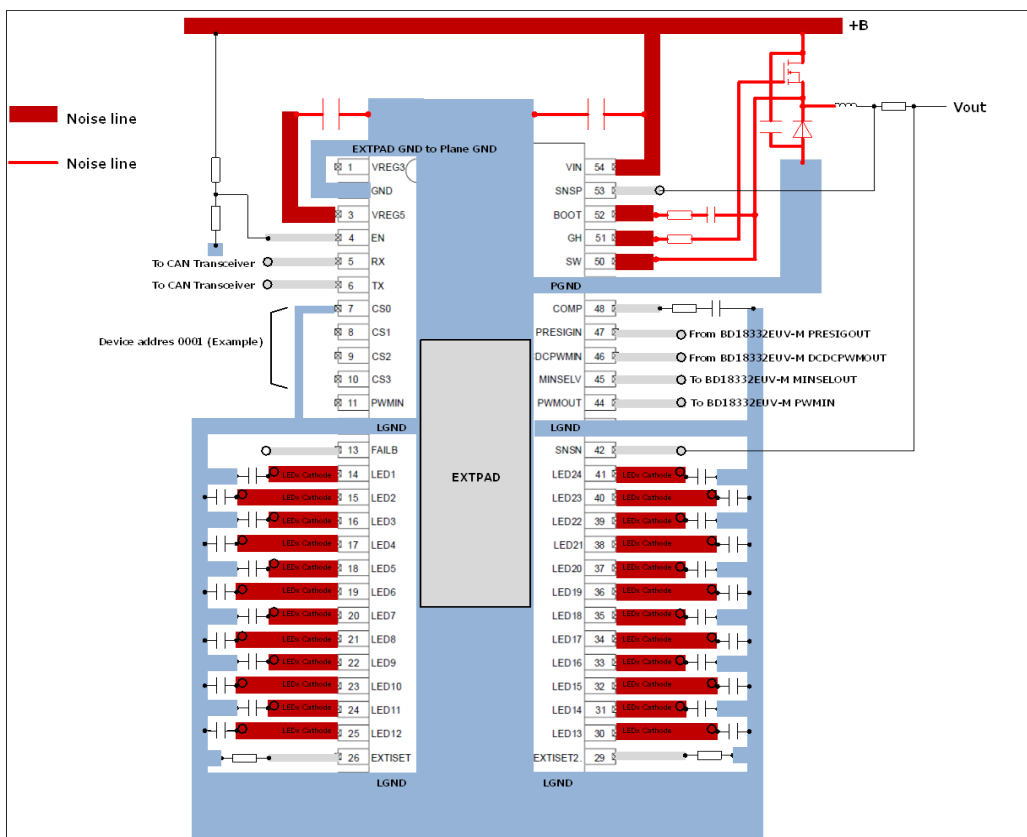 +B
Noise line
Noise line
Vout
EXTPAD GND to Plane GND
1 VREG3
GND
3 VREG5
4 EN
To CAN Transceiver 5 RX
To CAN Transceiver 6 TX
7 CS0
8 CS1
Device addres 0001 (Example)
9 CS2
10 CS3
11 PWMIN
LGND
13 FAILB
LEDs Cathode 14 LED1
LEDs Cathode 15 LED2
LEDs Cathode 16 LED3
LEDs Cathode 17 LED4
LEDs Cathode 18 LED5
LEDs Cathode 19 LED6
LEDs Cathode 20 LED7
LEDs Cathode 21 LED8
LEDs Cathode 22 LED9
LEDs Cathode 23 LED10
LEDs Cathode 24 LED11
LEDs Cathode 25 LED12
26 EXTISET
LGND
EXTPAD
VIN 54
SNSP 53
BOOT 52
GH 51
SW 50
PGND
COMP 48
PRESIGIN 47 From BD18332EUV-M PRESIGOUT
DCPWMIN 46 From BD18332EUV-M DCDCPWMOUT
MINSELV 45 To BD18332EUV-M MINSELOUT
PWMOUT 44 To BD18332EUV-M PWMIN
LGND
SNSN 42
LED24 41 LEDs Cathode
LED23 40 LEDs Cathode
LED22 39 LEDs Cathode
LED21 38 LEDs Cathode
LED20 37 LEDs Cathode
LED19 36 LEDs Cathode
LED18 35 LEDs Cathode
LED17 34 LEDs Cathode
LED16 33 LEDs Cathode
LED15 32 LEDs Cathode
LED14 31 LEDs Cathode
LED13 30 LEDs Cathode
EXTISET2. 29
LGND